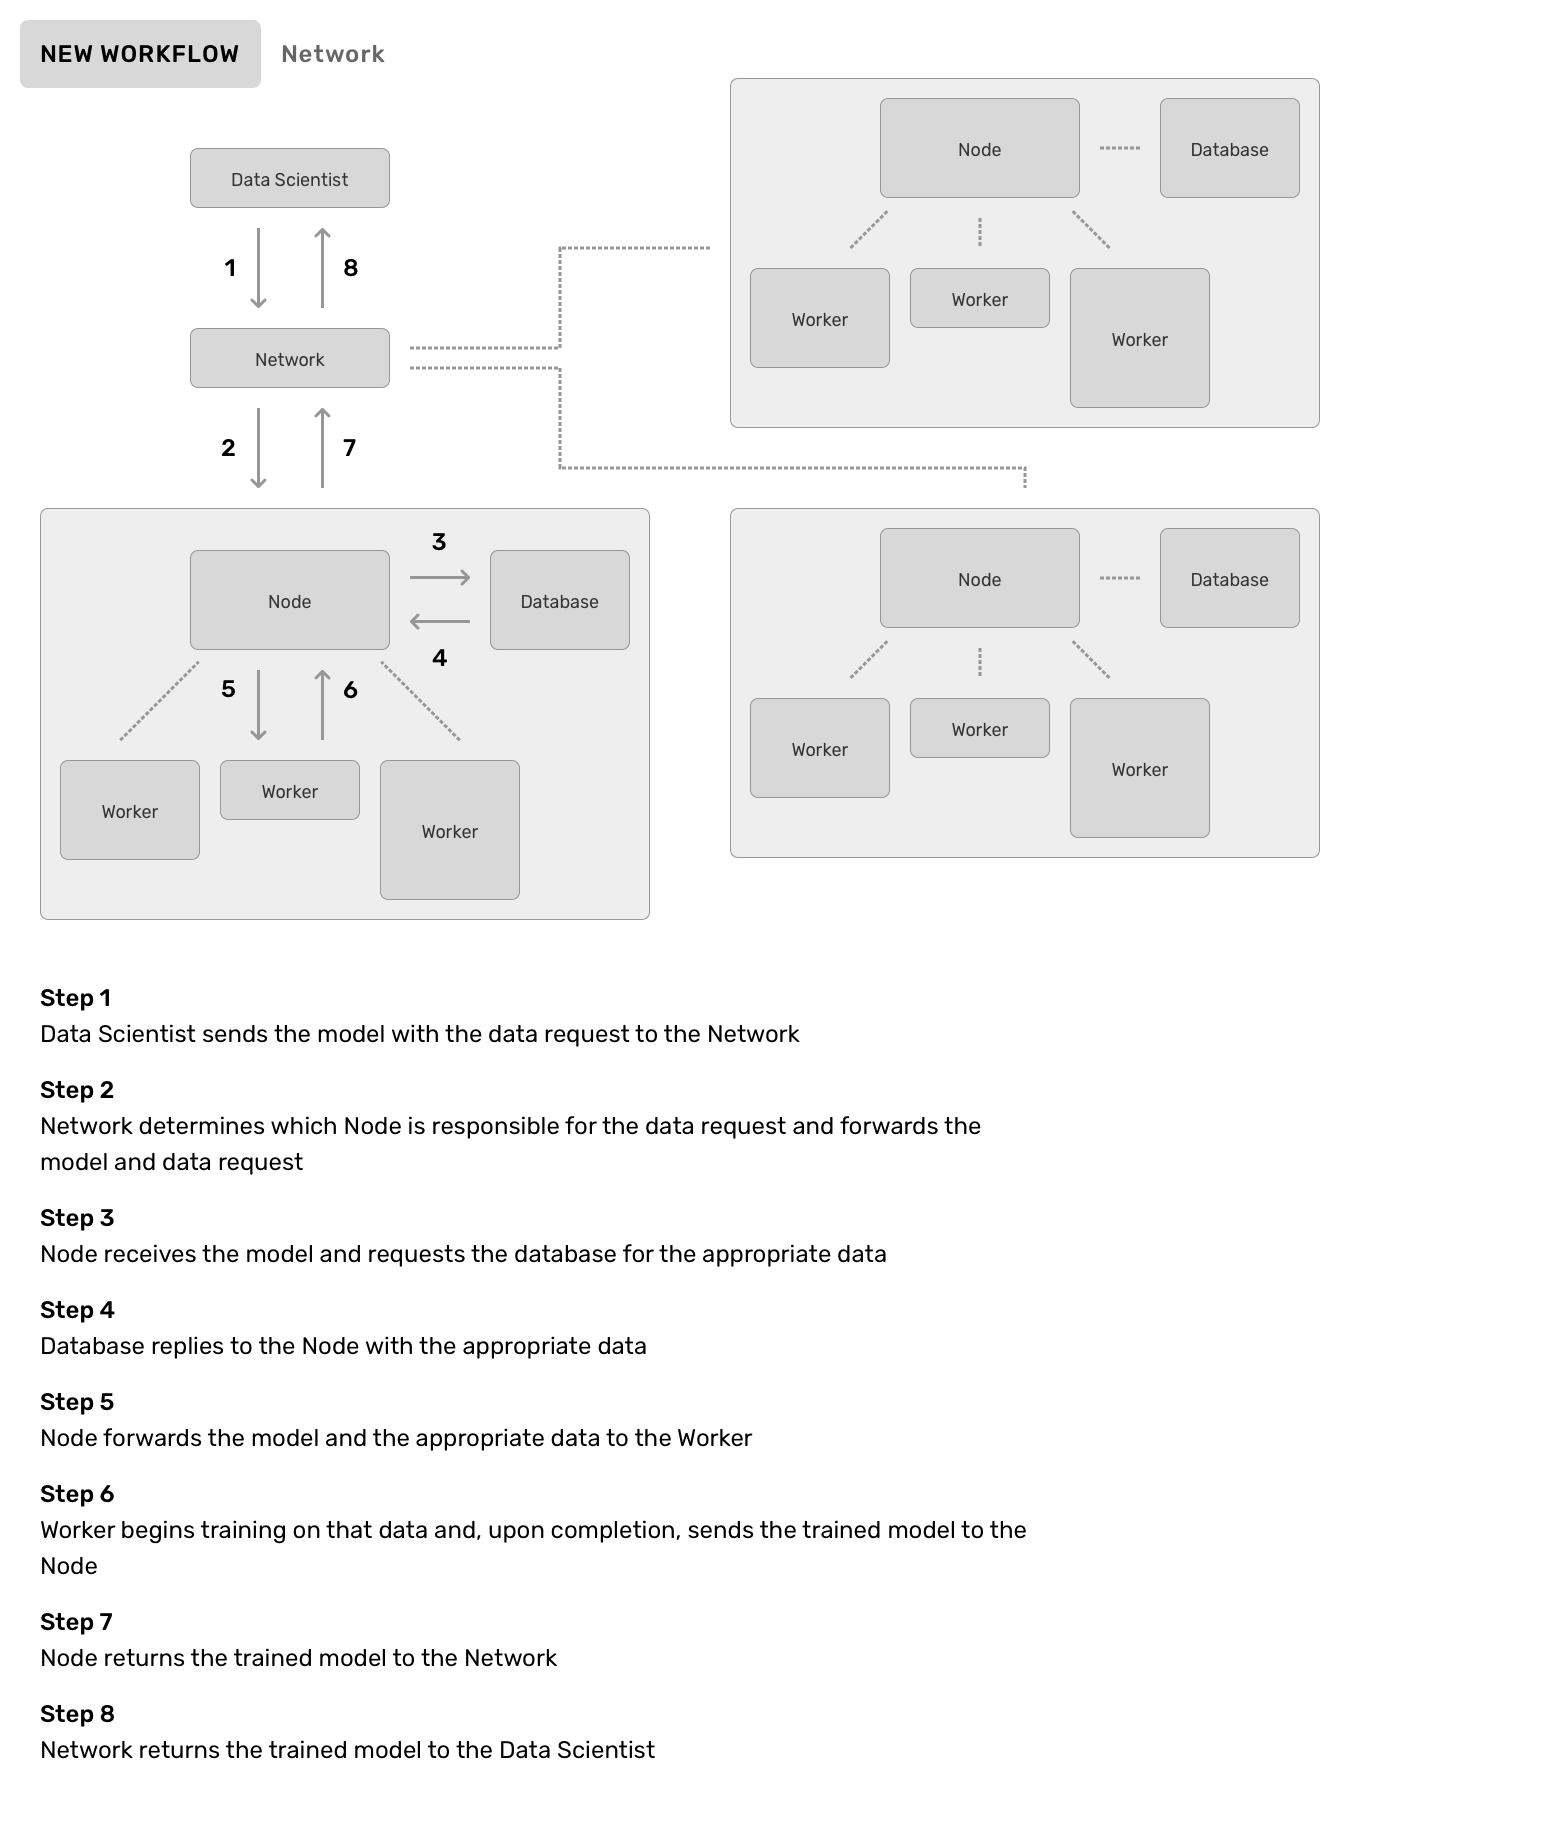 NEW WORKFLOW Network
Data Scientist
1 8
Network
2 7
Node
3
Database
4
5 6
Worker
Worker
Worker
Node
Database
Worker
Worker
Worker
Node
Database
Worker
Worker
Worker
Step 1
Data Scientist sends the model with the data request to the Network
Step 2
Network determines which Node is responsible for the data request and forwards the
model and data request
Step 3
Node receives the model and requests the database for the appropriate data
Step 4
Database replies to the Node with the appropriate data
Step 5
Node forwards the model and the appropriate data to the Worker
Step 6
Worker begins training on that data and, upon completion, sends the trained model to the
Node
Step 7
Node returns the trained model to the Network
Step 8
Network returns the trained model to the Data Scientist